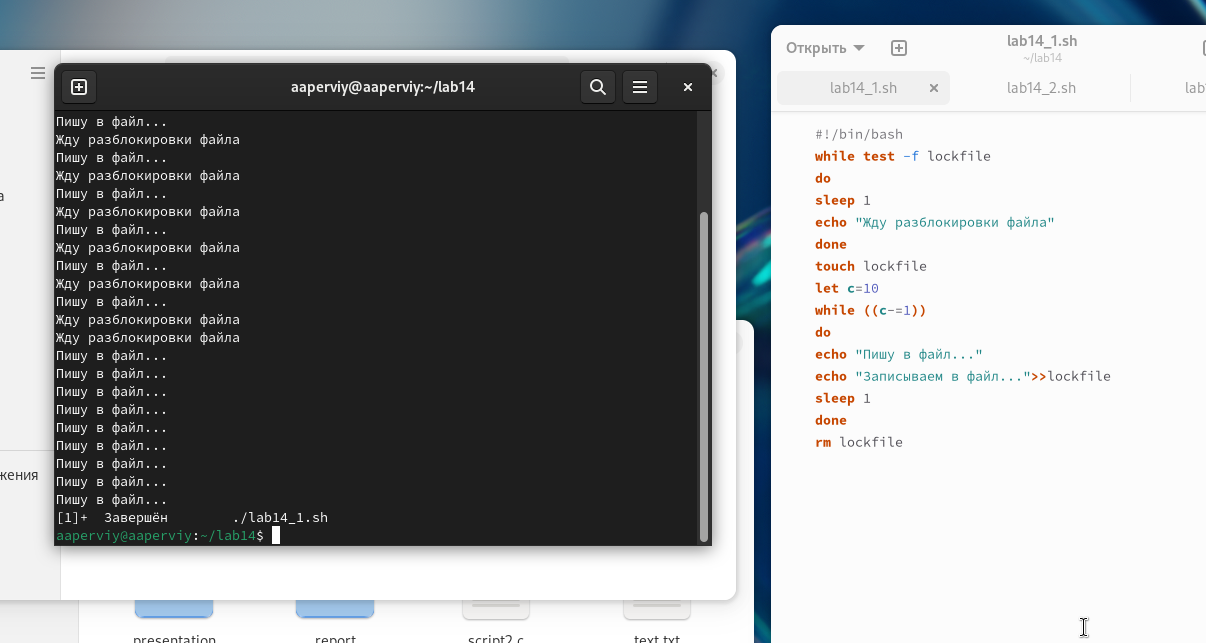 aaperviy@aaperviy:~/lab14
Пишу в файл...
Жду разблокировки файла
Пишу в файл...
Жду разблокировки файла
Пишу в файл...
Жду разблокировки файла
Пишу в файл...
Жду разблокировки файла
Пишу в файл...
Жду разблокировки файла
Пишу в файл...
Жду разблокировки файла
Жду разблокировки файла
Пишу в файл...
Пишу в файл...
Пишу в файл...
Пишу в файл...
Пишу в файл...
Пишу в файл...
Пишу в файл...
Пишу в файл...
Пишу в файл...
[1]+  Завершён        ./lab14_1.sh
aaperviy@aaperviy:~/lab14$
presentation
report
script2.c
text.txt
Открыть
lab14_1.sh
~/lab14
lab14_1.sh
lab14_2.sh
#!/bin/bash
while test -f lockfile
do
sleep 1
echo "Жду разблокировки файла"
done
touch lockfile
let c=10
while ((c-=1))
do
echo "Пишу в файл..."
echo "Записываем в файл...">>lockfile
sleep 1
done
rm lockfile